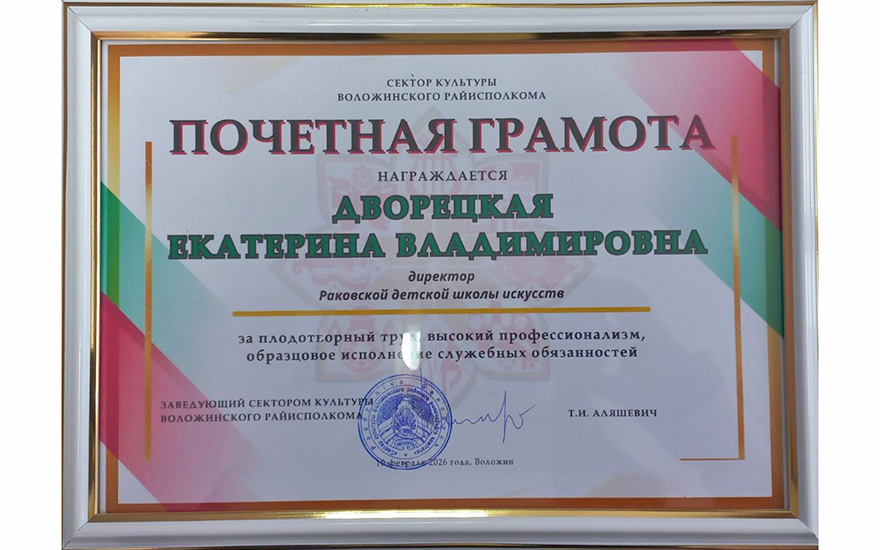 СЕКТОР КУЛЬТУРЫ
ВОЛОЖИНСКОГО РАЙИСПОЛКОМА
ПОЧЕТНАЯ ГРАМОТА
НАГРАЖДАЕТСЯ
ДВОРЕЦКАЯ
ЕКАТЕРИНА ВЛАДИМИРОВНА
директор
Раковской детской школы искусств
за плодотворный труд, высокий профессионализм,
образцовое исполнение служебных обязанностей
ЗАВЕДУЮЩИЙ СЕКТОРОМ КУЛЬТУРЫ
ВОЛОЖИНСКОГО РАЙИСПОЛКОМА
Т.И. АЛЯШЕВИЧ
10 февраля 2026 года, Воложин